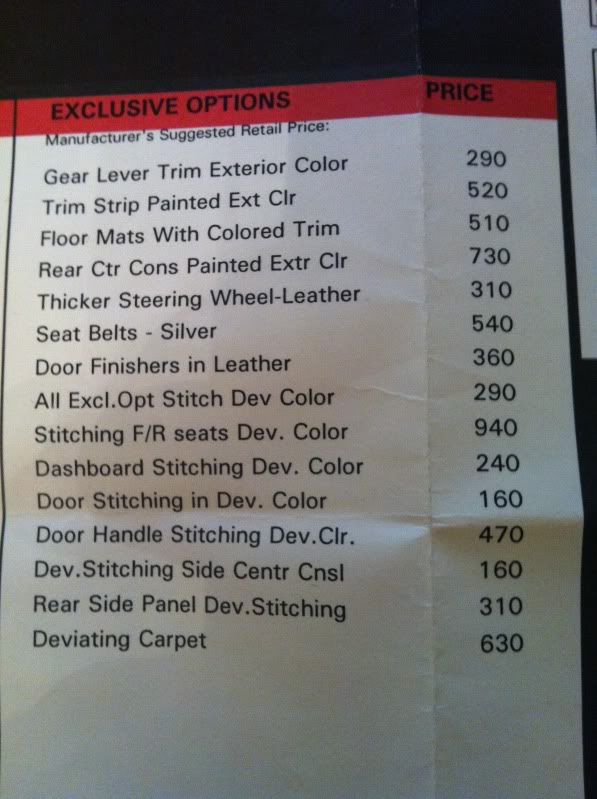 EXCLUSIVE OPTIONS PRICE
Manufacturer's Suggested Retail Price:
Gear Lever Trim Exterior Color 290
Trim Strip Painted Ext Clr 520
Floor Mats With Colored Trim 510
Rear Ctr Cons Painted Extr Clr 730
Thicker Steering Wheel-Leather 310
Seat Belts - Silver 540
Door Finishers in Leather 360
All Excl.Opt Stitch Dev Color 290
Stitching F/R seats Dev. Color 940
Dashboard Stitching Dev. Color 240
Door Stitching in Dev. Color 160
Door Handle Stitching Dev.Clr. 470
Dev.Stitching Side Centr Cnsl 160
Rear Side Panel Dev.Stitching 310
Deviating Carpet 630